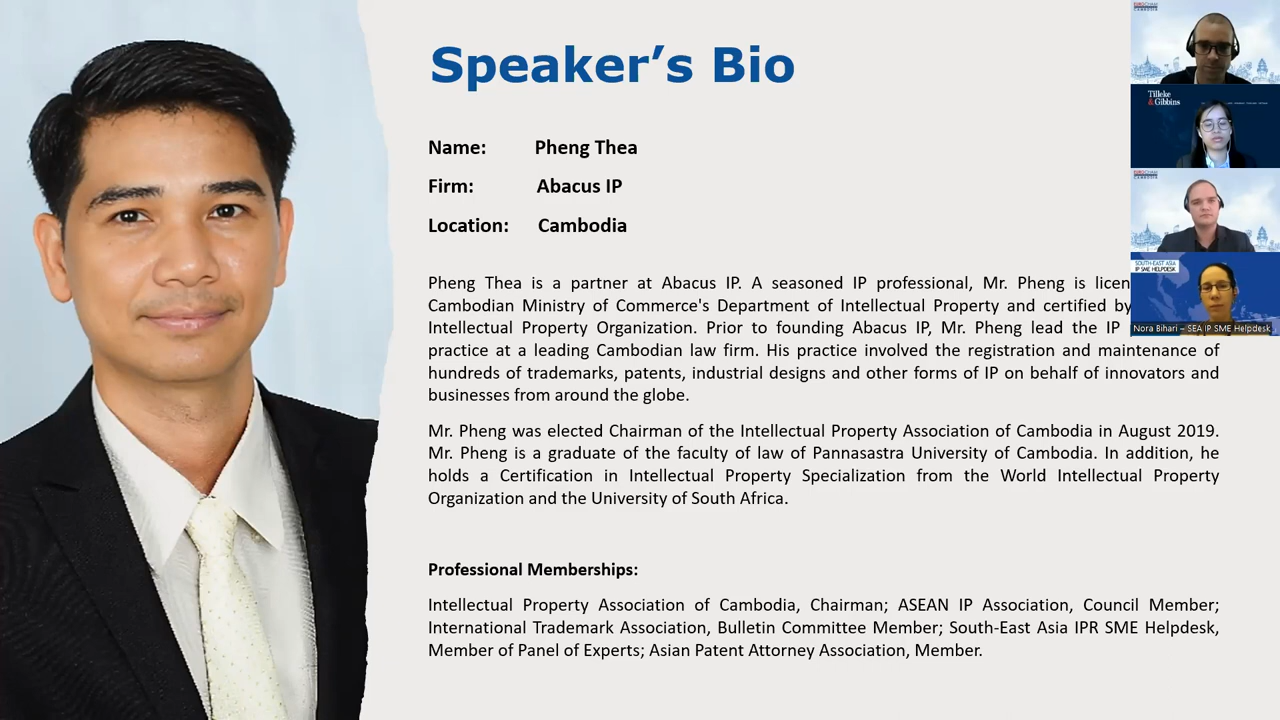 Speaker’s Bio
Name: Pheng Thea
Firm: Abacus IP
Location: Cambodia
Pheng Thea is a partner at Abacus IP. A seasoned IP professional, Mr. Pheng is
Cambodian Ministry of Commerce's Department of Intellectual Property and certified by
Intellectual Property Organization. Prior to founding Abacus IP, Mr. Pheng lead the IP
practice at a leading Cambodian law firm. His practice involved the registration and maintenance of
hundreds of trademarks, patents, industrial designs and other forms of IP on behalf of innovators and
businesses from around the globe.
Mr. Pheng was elected Chairman of the Intellectual Property Association of Cambodia in August 2019.
Mr. Pheng is a graduate of the faculty of law of Pannasastra University of Cambodia. In addition, he
holds a Certification in Intellectual Property Specialization from the World Intellectual Property
Organization and the University of South Africa.
Professional Memberships:
Intellectual Property Association of Cambodia, Chairman; ASEAN IP Association, Council Member;
International Trademark Association, Bulletin Committee Member; South-East Asia IPR SME Helpdesk,
Member of Panel of Experts; Asian Patent Attorney Association, Member.
Tilleke
& Gibbins
SOUTH-EAST ASIA
IP SME HELPDESK
Nora Bihari – SEA IP SME Helpdesk